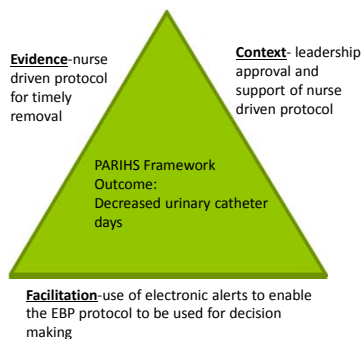 Evidence-nurse
driven protocol
for timely
removal
Context- leadership
approval and
support of nurse
driven protocol
PARIHS Framework
Outcome:
Decreased urinary catheter
days
Facilitation-use of electronic alerts to enable
the EBP protocol to be used for decision
making